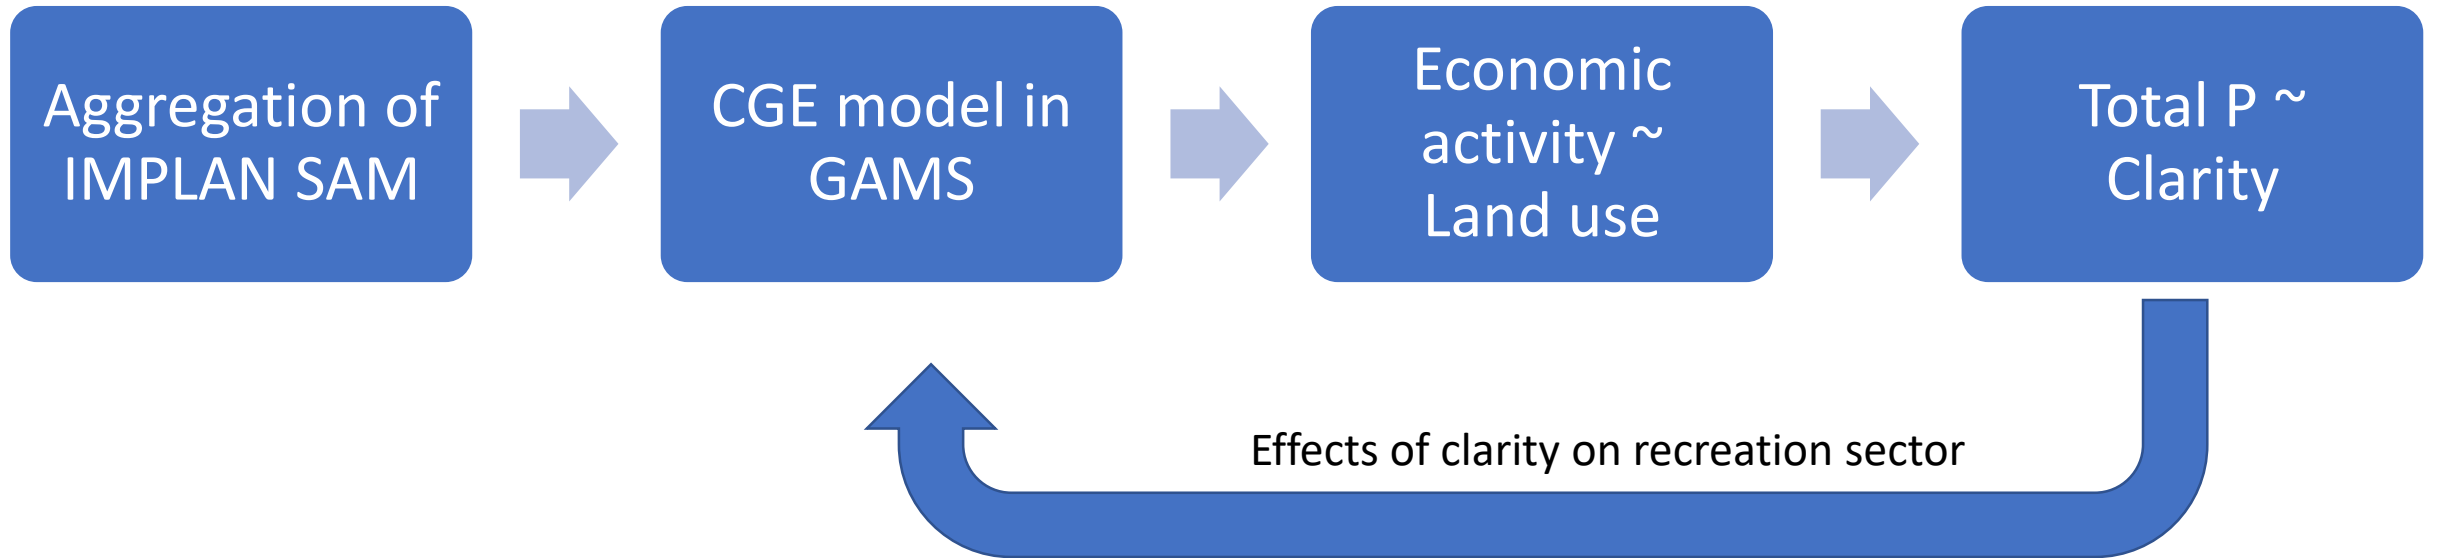 Aggregation of
IMPLAN SAM
CGE model in
GAMS
Economic
activity ~
Land use
Total P ~
Clarity
Effects of clarity on recreation sector